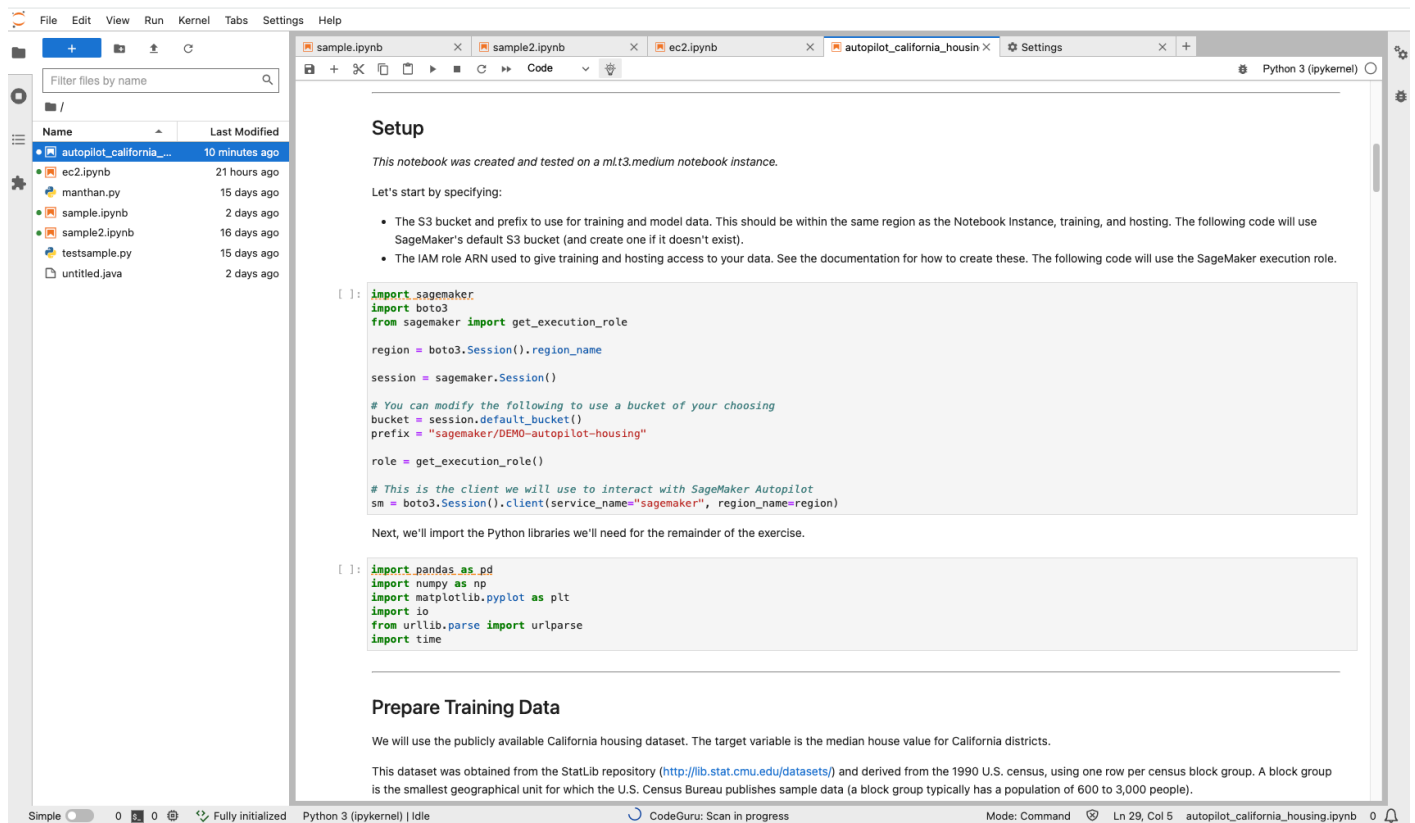 File Edit View Run Kernel Tabs Settings Help
+
Filter files by name
/
Name Last Modified
autopilot_california_... 10 minutes ago
ec2.ipynb 21 hours ago
manthan.py 15 days ago
sample.ipynb 2 days ago
sample2.ipynb 16 days ago
testsample.py 15 days ago
untitled.java 2 days ago
sample.ipynb sample2.ipynb ec2.ipynb autopilot_california_housin Settings +
Code Python 3 (ipykernel)
Setup
This notebook was created and tested on a ml.t3.medium notebook instance.
Let's start by specifying:
• The S3 bucket and prefix to use for training and model data. This should be within the same region as the Notebook Instance, training, and hosting. The following code will use
SageMaker's default S3 bucket (and create one if it doesn't exist).
• The IAM role ARN used to give training and hosting access to your data. See the documentation for how to create these. The following code will use the SageMaker execution role.
[ ]: import sagemaker
import boto3
from sagemaker import get_execution_role
region = boto3.Session().region_name
session = sagemaker.Session()
# You can modify the following to use a bucket of your choosing
bucket = session.default_bucket()
prefix = "sagemaker/DEMO-autopilot-housing"
role = get_execution_role()
# This is the client we will use to interact with SageMaker Autopilot
sm = boto3.Session().client(service_name="sagemaker", region_name=region)
Next, we'll import the Python libraries we'll need for the remainder of the exercise.
[ ]: import pandas as pd
import numpy as np
import matplotlib.pyplot as plt
import io
from urllib.parse import urlparse
import time
Prepare Training Data
We will use the publicly available California housing dataset. The target variable is the median house value for California districts.
This dataset was obtained from the StatLib repository (http://lib.stat.cmu.edu/datasets/) and derived from the 1990 U.S. census, using one row per census block group. A block group
is the smallest geographical unit for which the U.S. Census Bureau publishes sample data (a block group typically has a population of 600 to 3,000 people).
Simple 0 $_ 0 Fully initialized Python 3 (ipykernel) | Idle CodeGuru: Scan in progress Mode: Command Ln 29, Col 5 autopilot_california_housing.ipynb 0